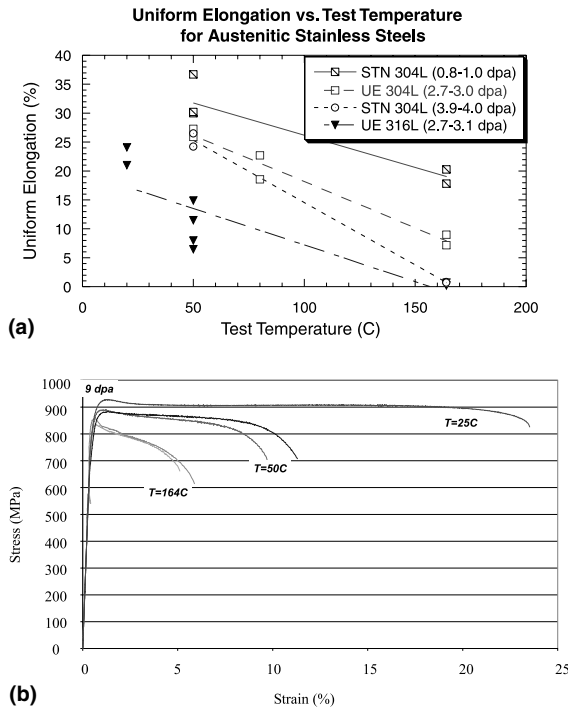 Uniform Elongation vs. Test Temperature
for Austenitic Stainless Steels
40
35
30
25
20
15
10
5
0
Uniform Elongation (%)
STN 304L (0.8-1.0 dpa)
UE 304L (2.7-3.0 dpa)
STN 304L (3.9-4.0 dpa)
UE 316L (2.7-3.1 dpa)
0 50 100 150 200
Test Temperature (C)
(a)
1000
900
800
700
600
500
400
300
200
100
0
Stress (MPa)
9 dpa
T=25C
T=50C
T=164C
0 5 10 15 20 25
Strain (%)
(b)